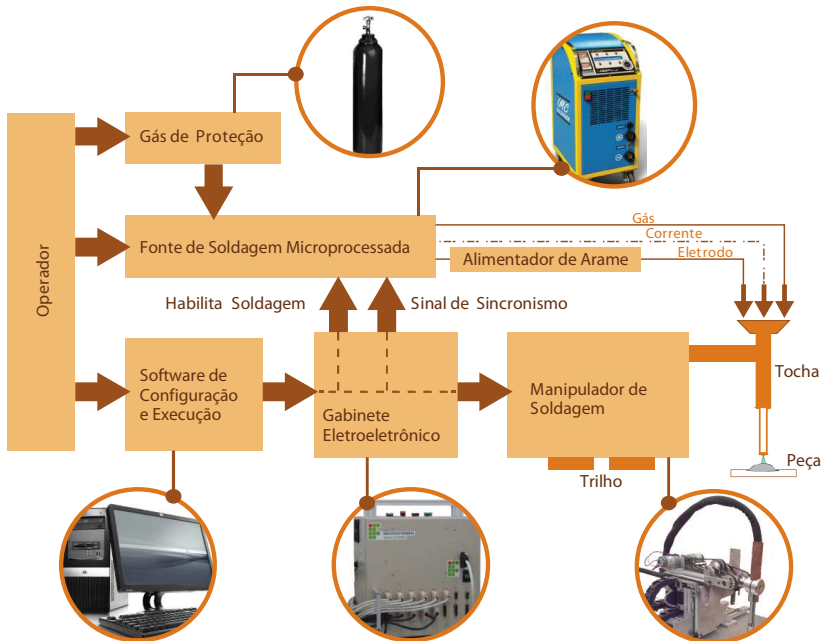 Operador
Gás de Proteção
Fonte de Soldagem Microprocessada
Gás
Corrente
Eletrodo
Alimentador de Arame
Habilita Soldagem
Sinal de Sincronismo
Software de
Configuração
e Execução
Gabinete
Eletroeletrônico
Manipulador de
Soldagem
Tocha
Peça
Trilho
IMC